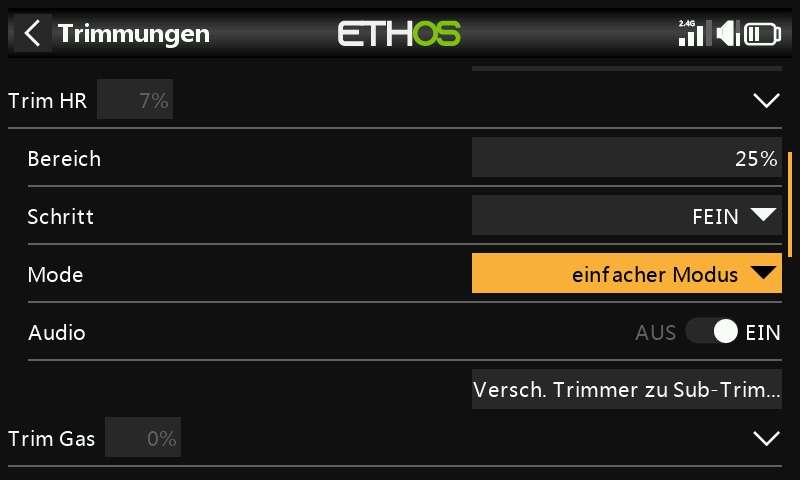 Trimmungen
ETHOS
2.4G
Trim HR 7%
Bereich 25%
Schritt FEIN
Mode einfacher Modus
Audio AUS EIN
Versch. Trimmer zu Sub-Trim...
Trim Gas 0%